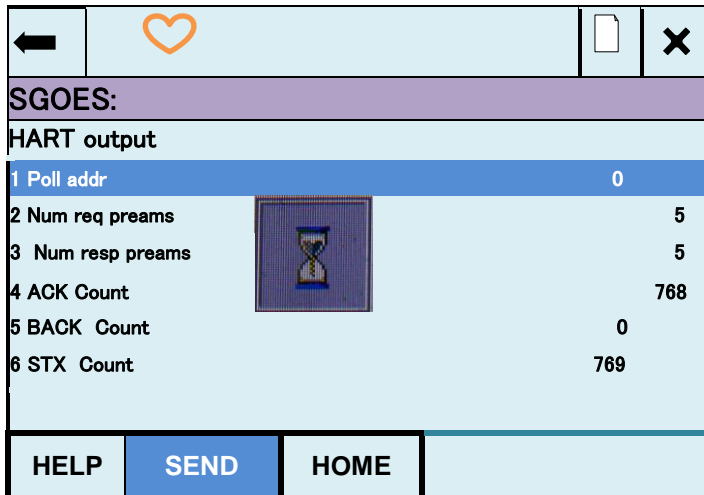 SGOES:
HART output
1 Poll addr 0
2 Num req preams 5
3 Num resp preams 5
4 ACK Count 768
5 BACK Count 0
6 STX Count 769
HELP SEND HOME